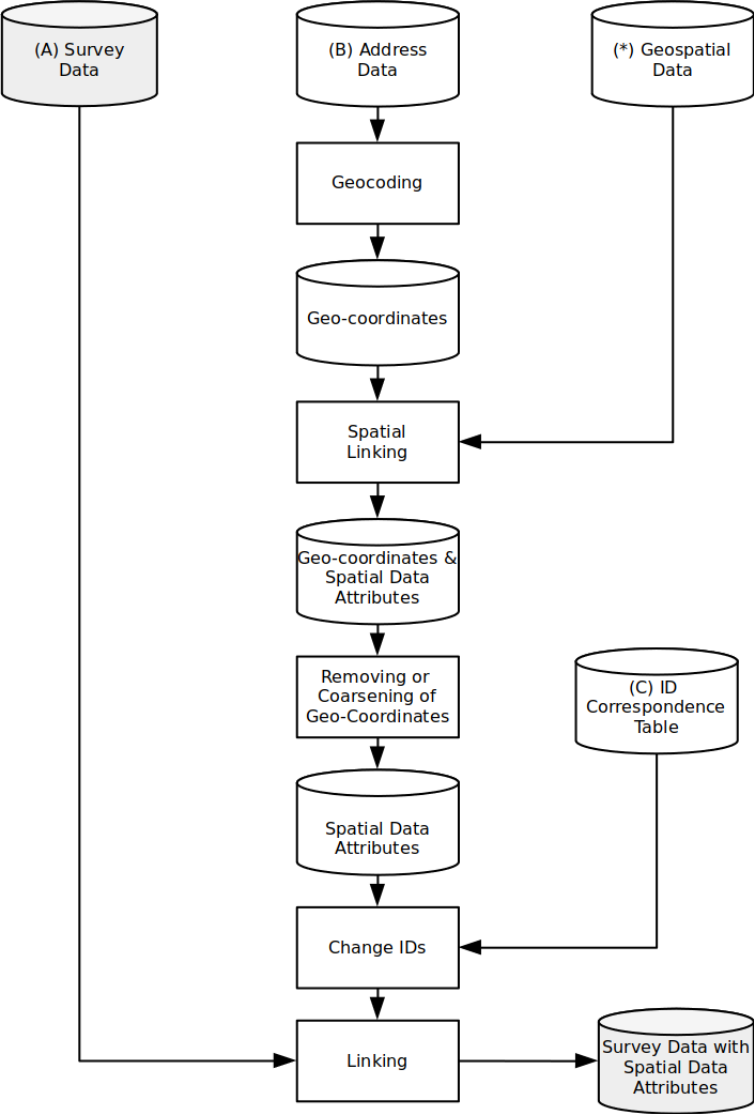 (A) Survey
Data
(B) Address
Data
(*) Geospatial
Data
Geocoding
Geo-coordinates
Spatial
Linking
Geo-coordinates &
Spatial Data
Attributes
Removing or
Coarsening of
Geo-Coordinates
(C) ID
Correspondence
Table
Spatial Data
Attributes
Change IDs
Linking
Survey Data with
Spatial Data
Attributes